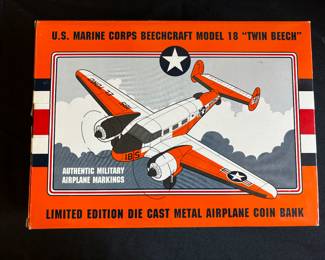 U.S. MARINE CORPS BEECHCRAFT MODEL 18 "TWIN BEECH"
185
AUTHENTIC MILITARY
AIRPLANE MARKINGS
LIMITED EDITION DIE CAST METAL AIRPLANE COIN BANK